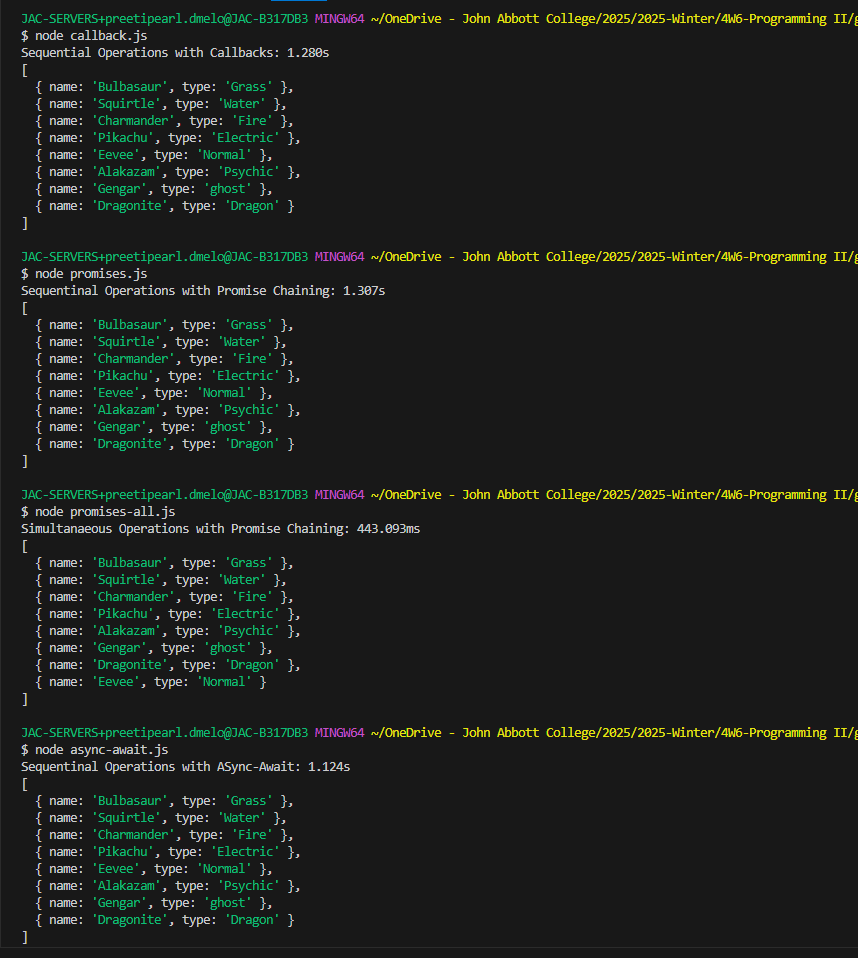 JAC-SERVERS+preetipearl.dmelo@JAC-B317DB3 MINGW64 ~/OneDrive - John Abbott College/2025/2025-Winter/4W6-Programming II/g
$ node callback.js
Sequential Operations with Callbacks: 1.280s
[
  { name: 'Bulbasaur', type: 'Grass' },
  { name: 'Squirtle', type: 'Water' },
  { name: 'Charmander', type: 'Fire' },
  { name: 'Pikachu', type: 'Electric' },
  { name: 'Eevee', type: 'Normal' },
  { name: 'Alakazam', type: 'Psychic' },
  { name: 'Gengar', type: 'ghost' },
  { name: 'Dragonite', type: 'Dragon' }
]
JAC-SERVERS+preetipearl.dmelo@JAC-B317DB3 MINGW64 ~/OneDrive - John Abbott College/2025/2025-Winter/4W6-Programming II/g
$ node promises.js
Sequentinal Operations with Promise Chaining: 1.307s
[
  { name: 'Bulbasaur', type: 'Grass' },
  { name: 'Squirtle', type: 'Water' },
  { name: 'Charmander', type: 'Fire' },
  { name: 'Pikachu', type: 'Electric' },
  { name: 'Eevee', type: 'Normal' },
  { name: 'Alakazam', type: 'Psychic' },
  { name: 'Gengar', type: 'ghost' },
  { name: 'Dragonite', type: 'Dragon' }
]
JAC-SERVERS+preetipearl.dmelo@JAC-B317DB3 MINGW64 ~/OneDrive - John Abbott College/2025/2025-Winter/4W6-Programming II/g
$ node promises-all.js
Simultanaeous Operations with Promise Chaining: 443.093ms
[
  { name: 'Bulbasaur', type: 'Grass' },
  { name: 'Squirtle', type: 'Water' },
  { name: 'Charmander', type: 'Fire' },
  { name: 'Pikachu', type: 'Electric' },
  { name: 'Alakazam', type: 'Psychic' },
  { name: 'Gengar', type: 'ghost' },
  { name: 'Dragonite', type: 'Dragon' },
  { name: 'Eevee', type: 'Normal' }
]
JAC-SERVERS+preetipearl.dmelo@JAC-B317DB3 MINGW64 ~/OneDrive - John Abbott College/2025/2025-Winter/4W6-Programming II/g
$ node async-await.js
Sequentinal Operations with ASync-Await: 1.124s
[
  { name: 'Bulbasaur', type: 'Grass' },
  { name: 'Squirtle', type: 'Water' },
  { name: 'Charmander', type: 'Fire' },
  { name: 'Pikachu', type: 'Electric' },
  { name: 'Eevee', type: 'Normal' },
  { name: 'Alakazam', type: 'Psychic' },
  { name: 'Gengar', type: 'ghost' },
  { name: 'Dragonite', type: 'Dragon' }
]